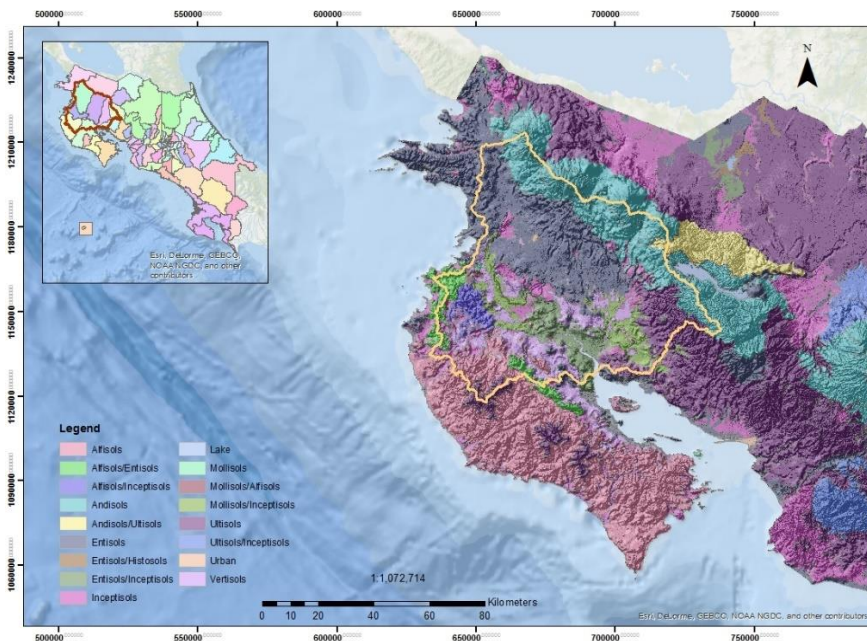 500000 550000 600000 650000 700000 750000
1240000
1210000
1180000
1150000
1120000
1090000
1060000
N
Esri, DeLorme, GEBCO,
NOAA NGDC, and other
contributors
Legend
Alfisols
Alfisols/Entisols
Alfisols/Inceptisols
Andisols
Andisols/Ultisols
Entisols
Entisols/Histosols
Entisols/Inceptisols
Inceptisols
Lake
Mollisols
Mollisols/Alfisols
Mollisols/Inceptisols
Ultisols
Ultisols/Inceptisols
Urban
Vertisols
1:1,072,714
Kilometers
0 10 20 40 60 80
Esri, DeLorme, GEBCO, NOAA NGDC, and other contributors
500000 550000 600000 650000 700000 750000